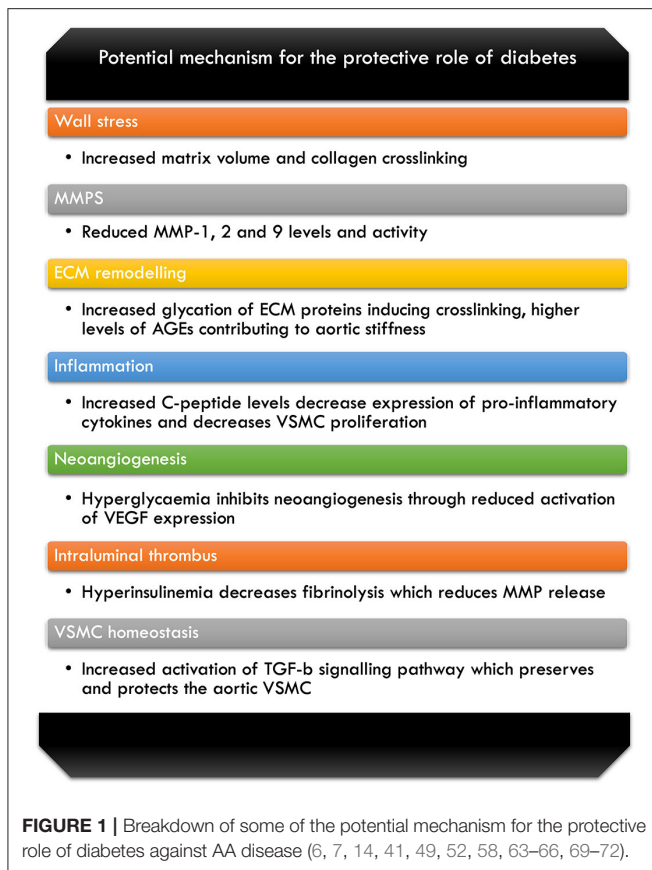 Potential mechanism for the protective role of diabetes
Wall stress
• Increased matrix volume and collagen crosslinking
MMPS
• Reduced MMP-1, 2 and 9 levels and activity
ECM remodelling
• Increased glycation of ECM proteins inducing crosslinking, higher
levels of AGEs contributing to aortic stiffness
Inflammation
• Increased C-peptide levels decrease expression of pro-inflammatory
cytokines and decreases VSMC proliferation
Neoangiogenesis
• Hyperglycaemia inhibits neoangiogenesis through reduced activation
of VEGF expression
Intraluminal thrombus
• Hyperinsulinemia decreases fibrinolysis which reduces MMP release
VSMC homeostasis
• Increased activation of TGF-b signalling pathway which preserves
and protects the aortic VSMC
FIGURE 1 | Breakdown of some of the potential mechanism for the protective
role of diabetes against AA disease (6, 7, 14, 41, 49, 52, 58, 63–66, 69–72).